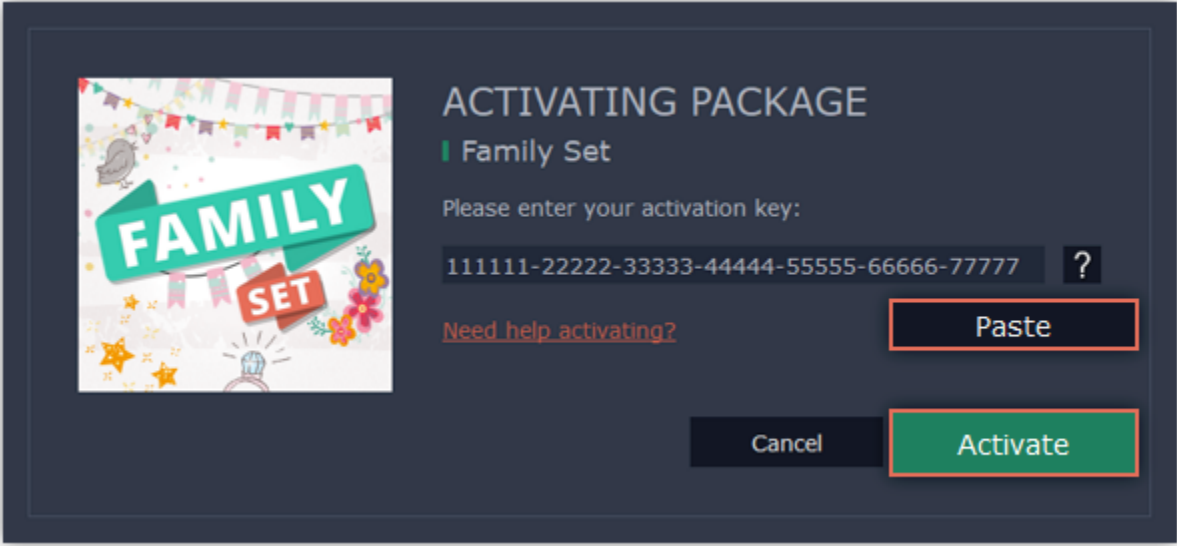 FAMILY
SET
ACTIVATING PACKAGE
Family Set
Please enter your activation key:
111111-22222-33333-44444-55555-66666-77777
?
Need help activating?
Paste
Cancel
Activate